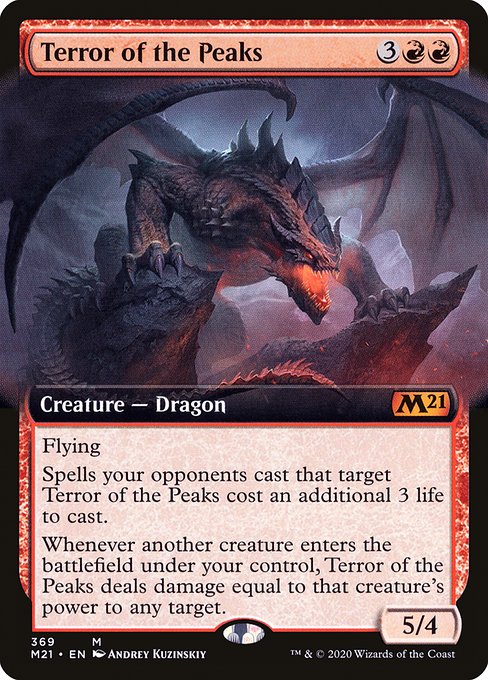 Terror of the Peaks 3
Creature — Dragon M21
Flying
Spells your opponents cast that target
Terror of the Peaks cost an additional 3 life
to cast.
Whenever another creature enters the
battlefield under your control, Terror of the
Peaks deals damage equal to that creature's
power to any target.
5/4
369 M
M21 • EN Andrey Kuzinskiy ™ & © 2020 Wizards of the Coast